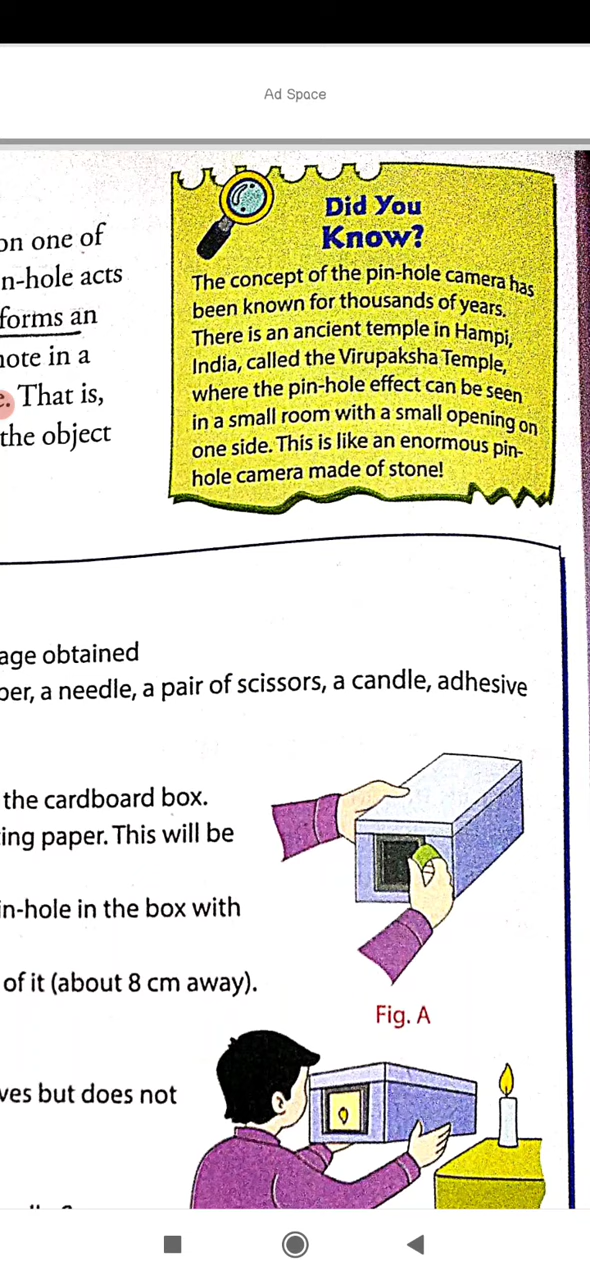 Ad Space
Did You
Know?
on one of
n-hole acts
forms an
note in a
e. That is,
the object
The concept of the pin-hole camera has
been known for thousands of years.
There is an ancient temple in Hampi,
India, called the Virupaksha Temple,
where the pin-hole effect can be seen
in a small room with a small opening on
one side. This is like an enormous pin-
hole camera made of stone!
age obtained
per, a needle, a pair of scissors, a candle, adhesive
the cardboard box.
ing paper. This will be
in-hole in the box with
of it (about 8 cm away).
Fig. A
ves but does not